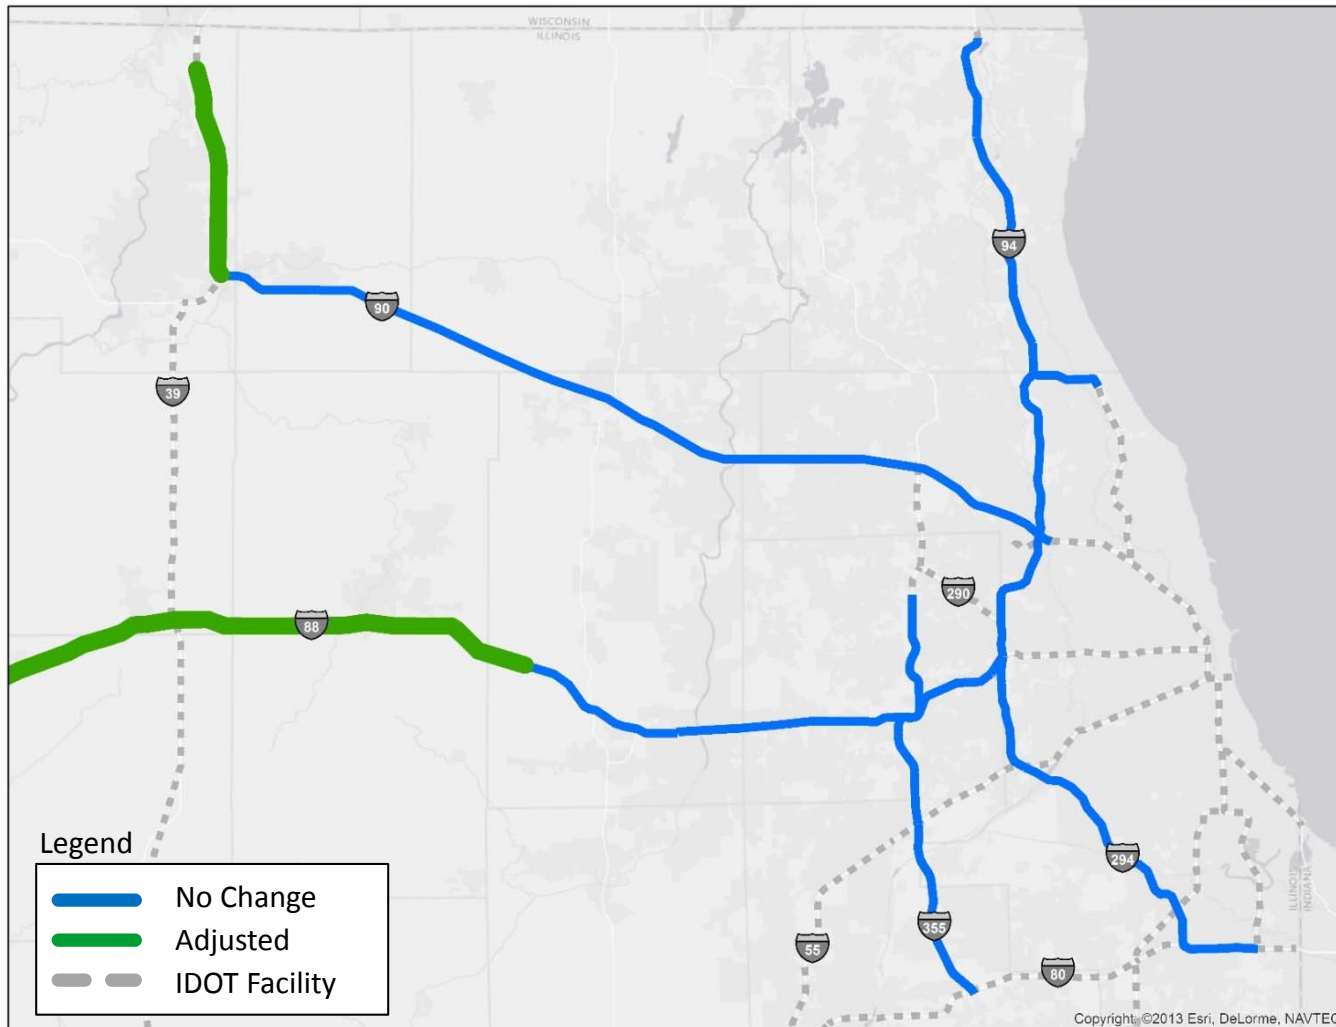 WISCONSIN
ILLINOIS
94
90
39
290
88
294
355
55
80
ILLINOIS
INDIANA
Legend
No Change
Adjusted
IDOT Facility
Copyright: ©2013 Esri, DeLorme, NAVTEC